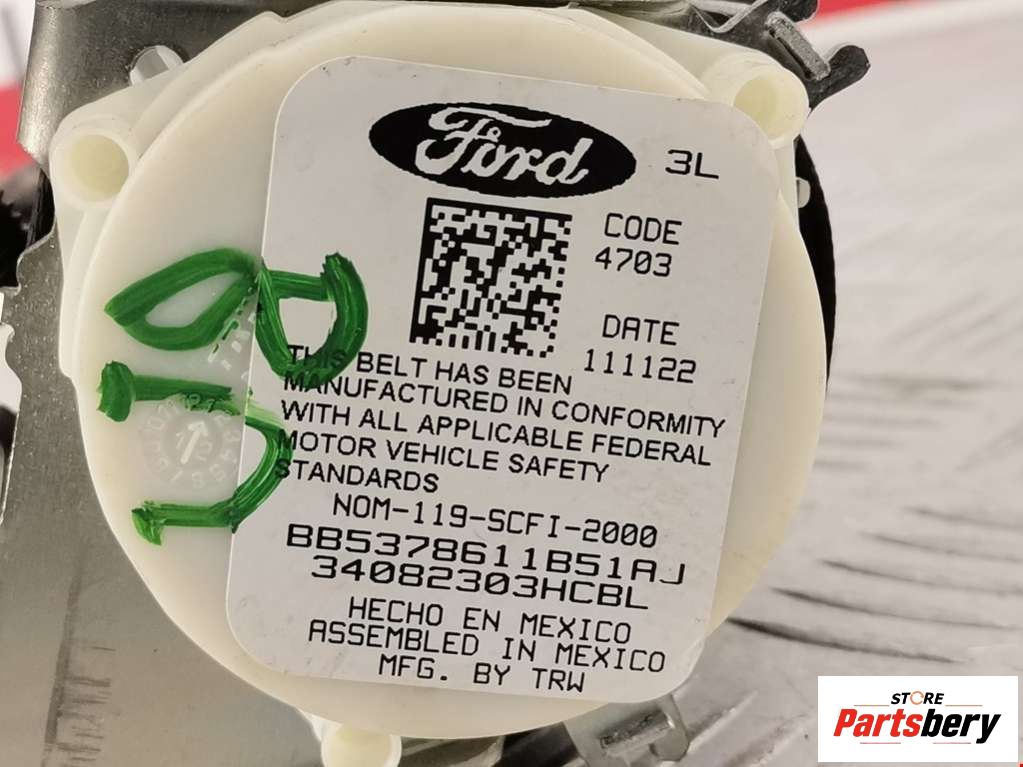 Ford 3L
CODE
4703
DATE
111122
THIS BELT HAS BEEN
MANUFACTURED IN CONFORMITY
WITH ALL APPLICABLE FEDERAL
MOTOR VEHICLE SAFETY
STANDARDS
NOM-119-SCFI-2000
BB5378611B51AJ
34082303HCBL
HECHO EN MEXICO
ASSEMBLED IN MEXICO
MFG. BY TRW
STORE
Partsbery